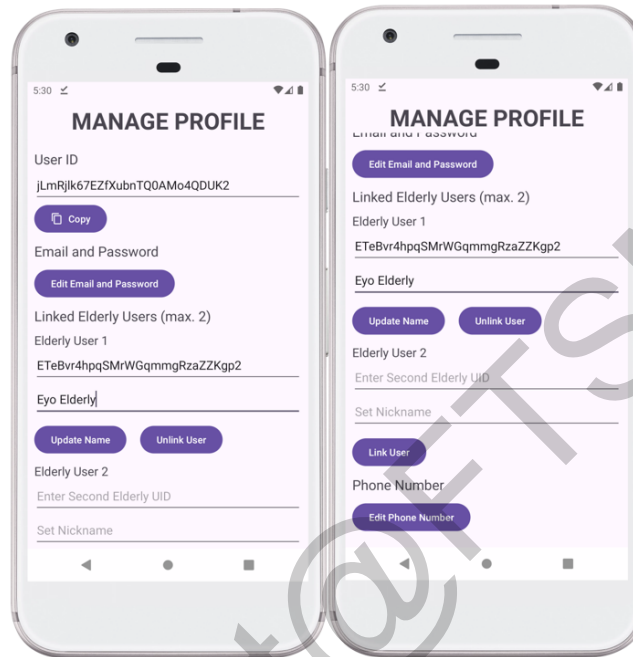 5:30
MANAGE PROFILE
User ID
jLmRjlk67EZfXubnTQ0AMo4QDUK2
Copy
Email and Password
Edit Email and Password
Linked Elderly Users (max. 2)
Elderly User 1
ETeBvr4hpqSMrWGqmmgRzaZZKgp2
Eyo Elderly
Update Name Unlink User
Elderly User 2
Enter Second Elderly UID
Set Nickname
5:30
MANAGE PROFILE
Email and Password
Edit Email and Password
Linked Elderly Users (max. 2)
Elderly User 1
ETeBvr4hpqSMrWGqmmgRzaZZKgp2
Eyo Elderly
Update Name Unlink User
Elderly User 2
Enter Second Elderly UID
Set Nickname
Link User
Phone Number
Edit Phone Number